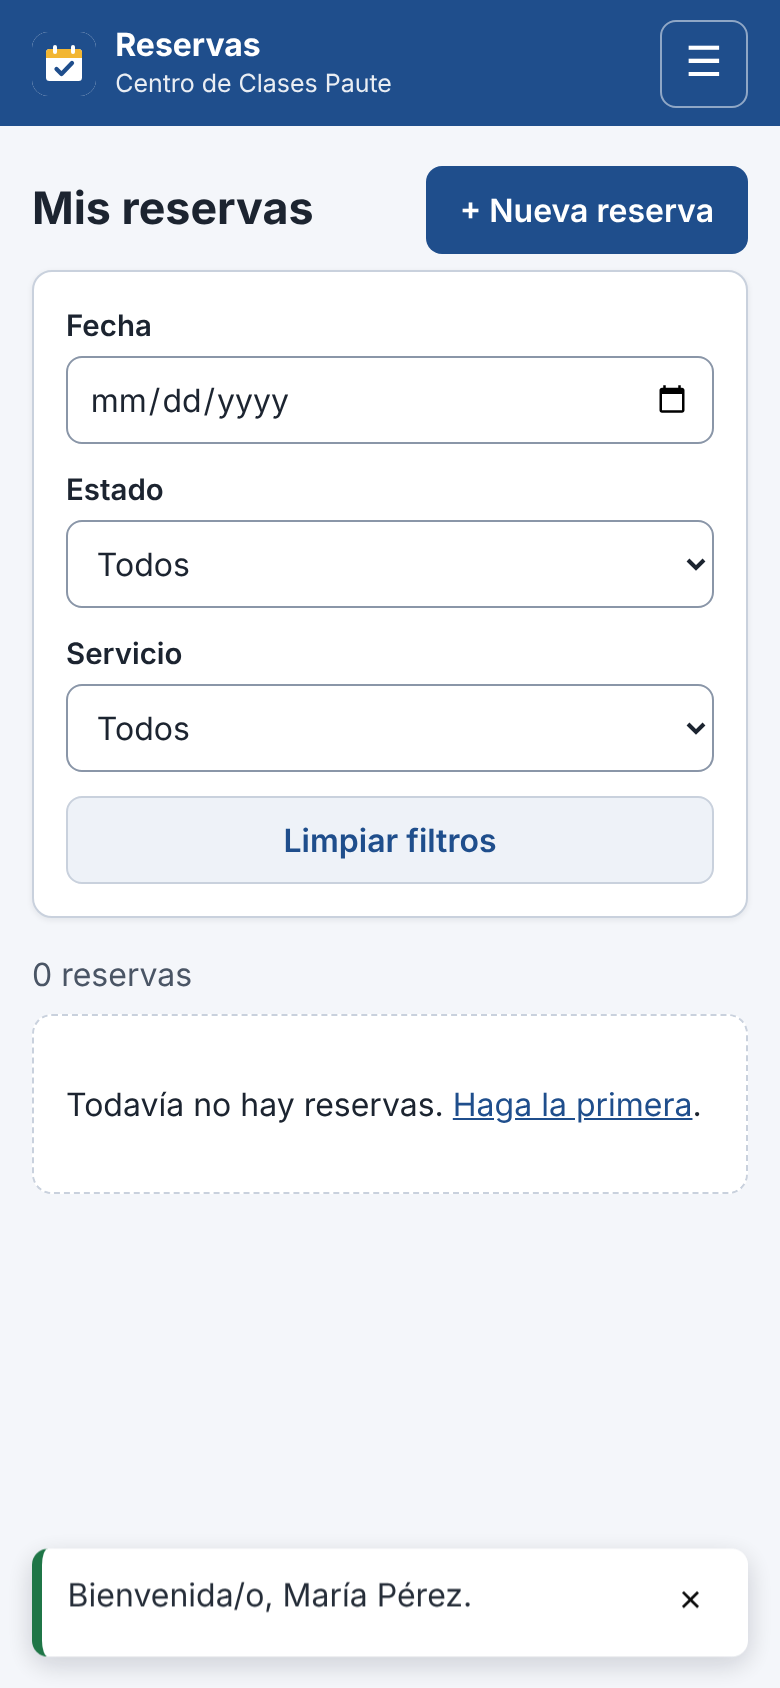 Reservas
Centro de Clases Paute
☰
Mis reservas
+ Nueva reserva
Fecha
mm/dd/yyyy
Estado
Todos
Servicio
Todos
Limpiar filtros
0 reservas
Todavía no hay reservas. Haga la primera.
Bienvenida/o, María Pérez.
×